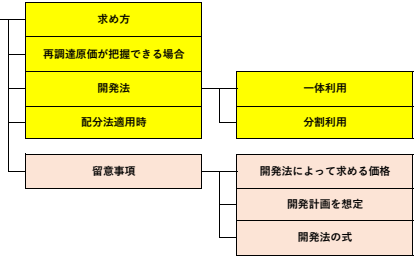 求め方
再調達原価が把握できる場合
開発法
一体利用
配分法適用時
分割利用
留意事項
開発法によって求める価格
開発計画を想定
開発法の式